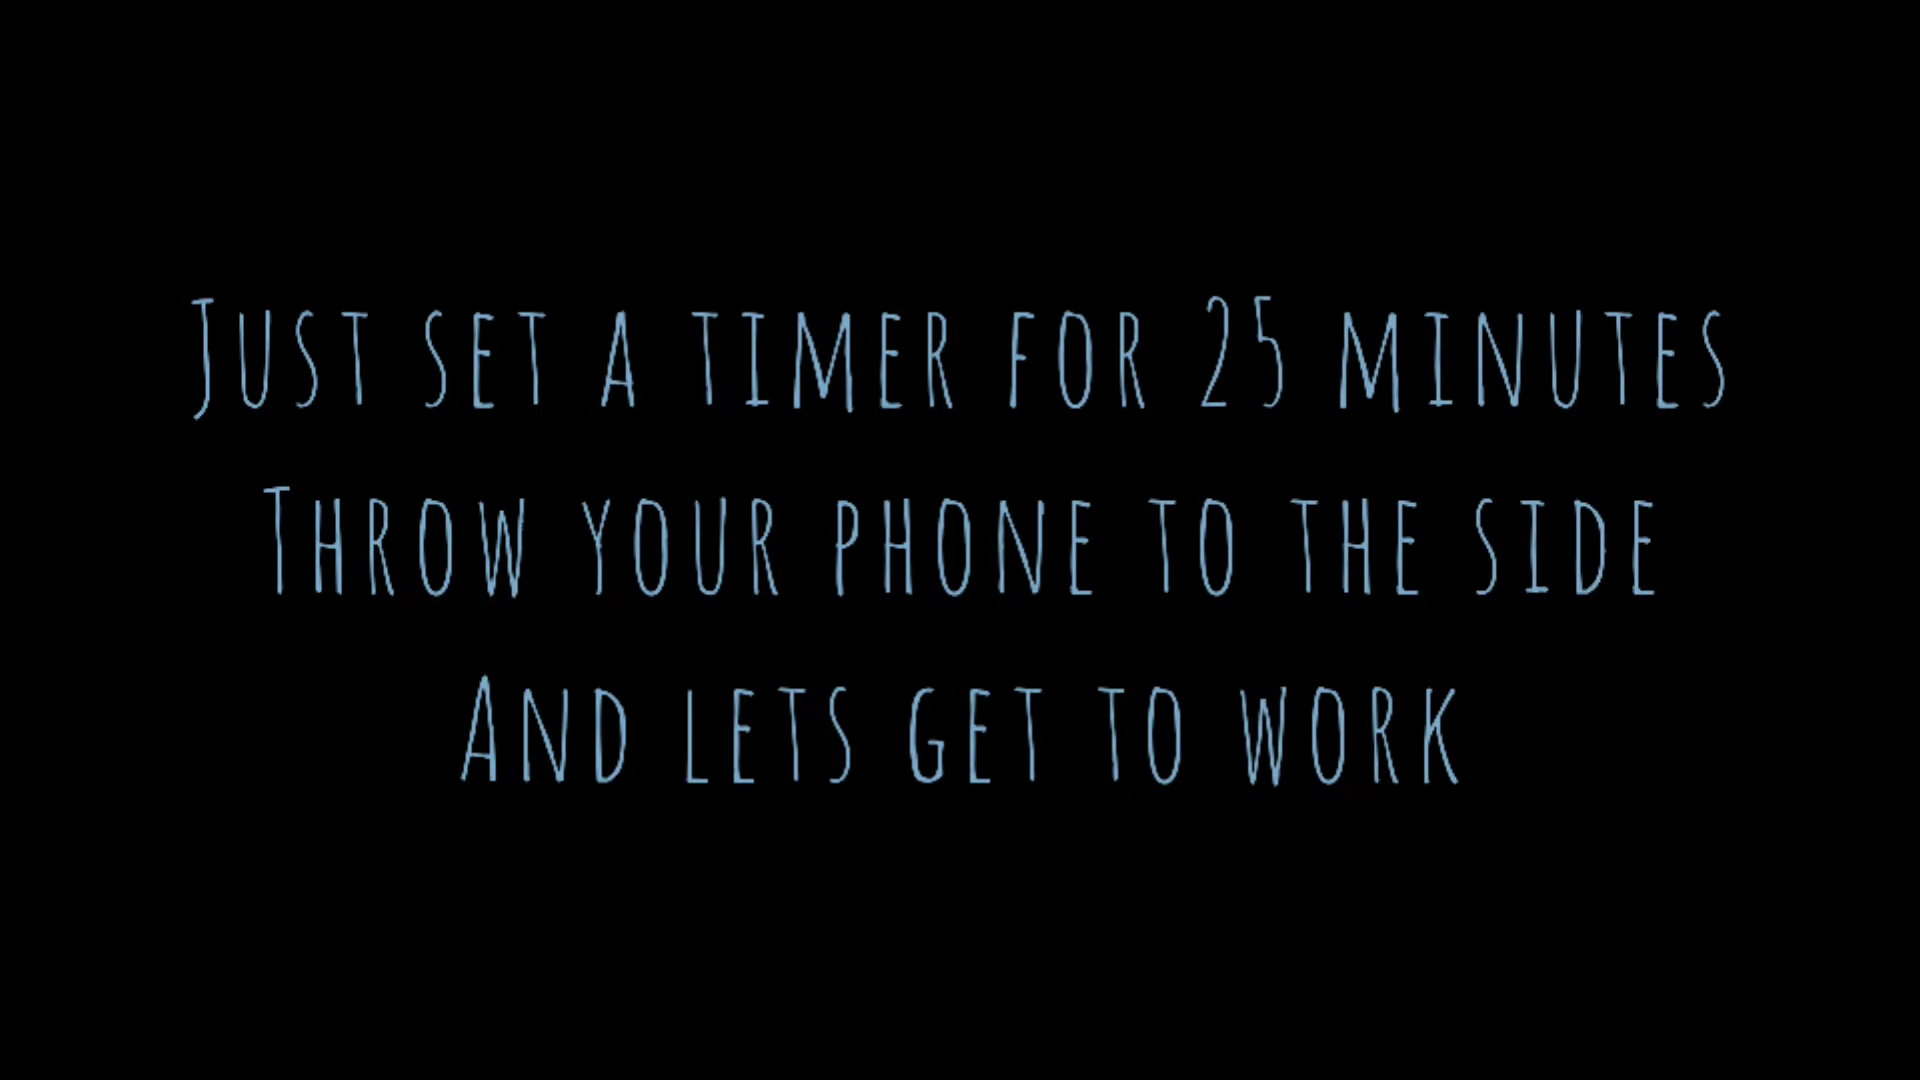 Just set a timer for 25 minutes
Throw your phone to the side
And lets get to work